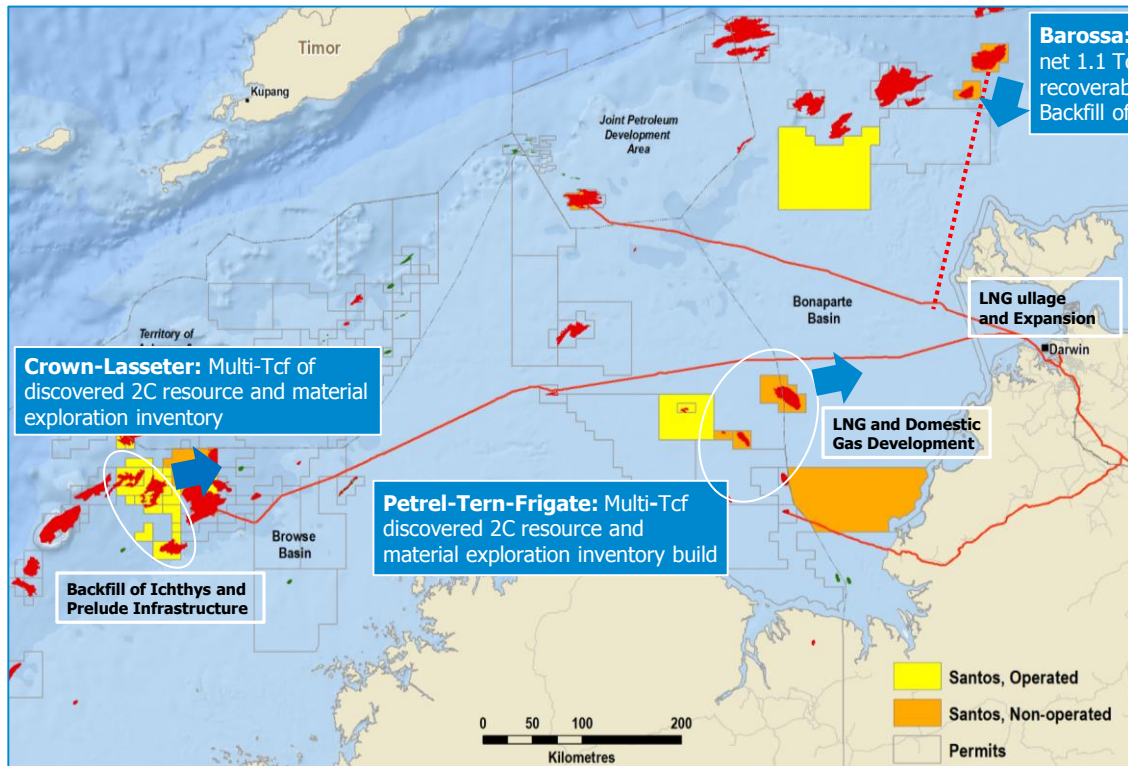 Timor
Kupang
Joint Petroleum
Development
Area
Barossa:
net 1.1
Backfill of
Bonaparte
Basin
LNG ullage
and Expansion
Darwin
Territory of
Crown-Lasseter: Multi-Tcf of
discovered 2C resource and material
exploration inventory
LNG and Domestic
Gas Development
Petrel-Tern-Frigate: Multi-Tcf
discovered 2C resource and
material exploration inventory build
Browse
Basin
Backfill of Ichthys and
Prelude Infrastructure
Santos, Operated
Santos, Non-operated
Permits
0 50 100 200
Kilometres